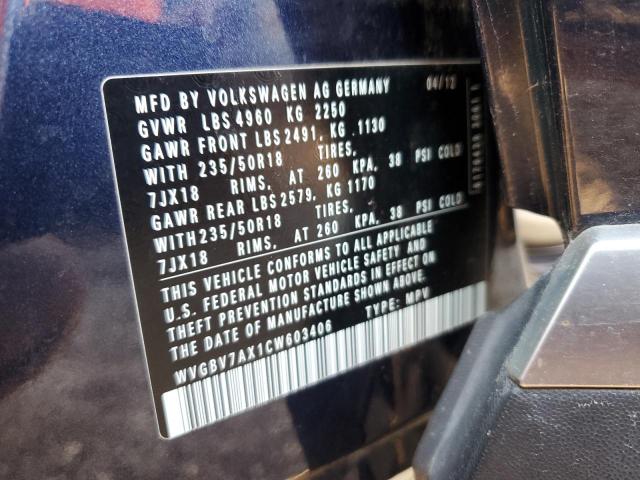 MFD BY VOLKSWAGEN AG GERMANY 04/12
GVWR LBS 4960 KG 2250
GAWR FRONT LBS 2491, KG .1130
WITH 235/50R18 TIRES,
7JX18 RIMS, AT 260 KPA, 38 PSI COLD
GAWR REAR LBS 2579, KG 1170
WITH 235/50R18 TIRES,
7JX18 RIMS, AT 260 KPA, 38 PSI COLD
THIS VEHICLE CONFORMS TO ALL APPLICABLE
U.S. FEDERAL MOTOR VEHICLE SAFETY AND
THEFT PREVENTION STANDARDS IN EFFECT ON
THE DATE OF MANUFACTURE SHOWN ABOVE.
WVGBV7AX1CW603406 TYPE: MPV